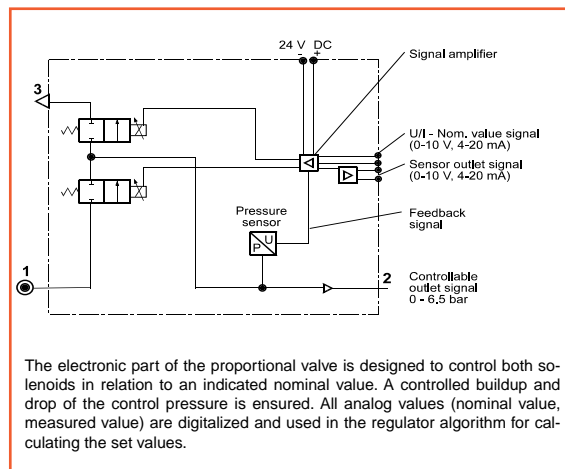 24 V DC
- +
Signal amplifier
3
U/I - Nom. value signal
(0-10 V, 4-20 mA)
Sensor outlet signal
(0-10 V, 4-20 mA)
Pressure
sensor
U
P
Feedback
signal
1
2
Controllable
outlet signal
0 - 6.5 bar
The electronic part of the proportional valve is designed to control both so-
lenoids in relation to an indicated nominal value. A controlled buildup and
drop of the control pressure is ensured. All analog values (nominal value,
measured value) are digitalized and used in the regulator algorithm for cal-
culating the set values.